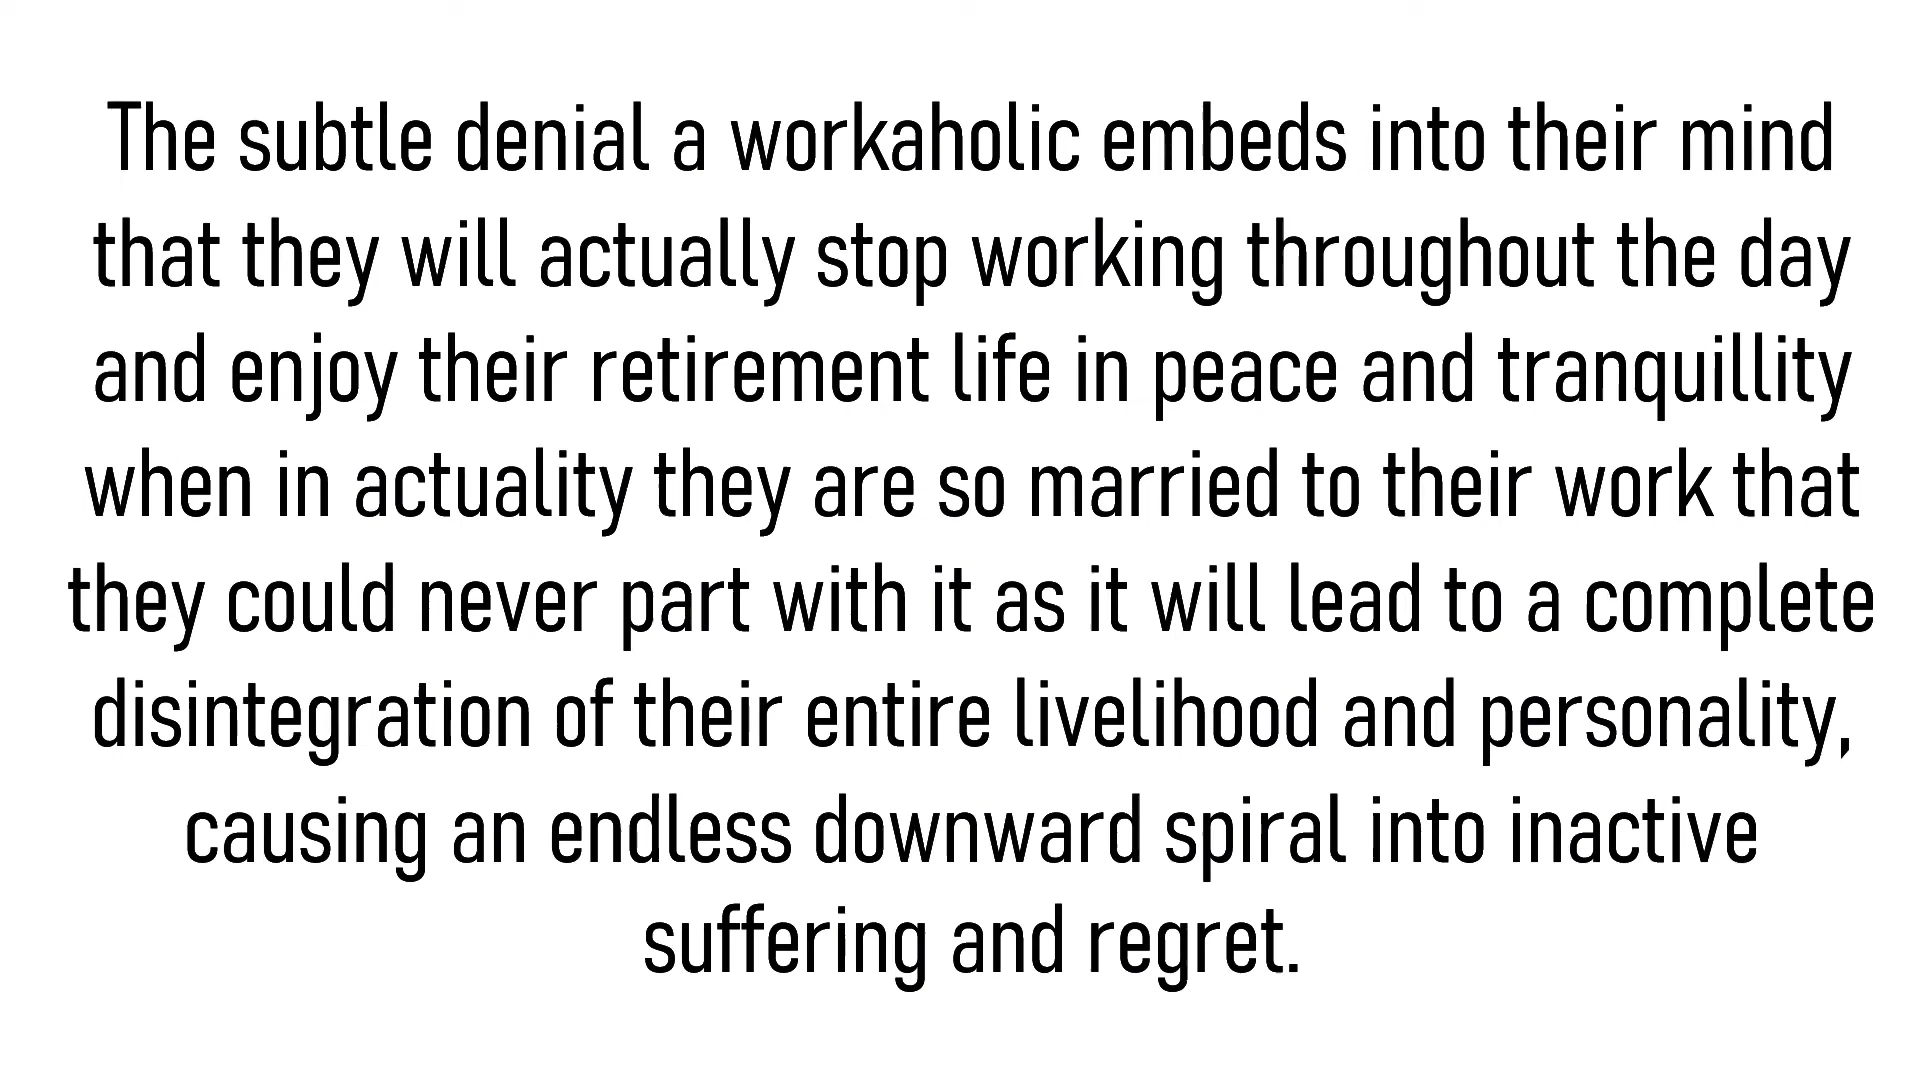 The subtle denial a workaholic embeds into their mind
that they will actually stop working throughout the day
and enjoy their retirement life in peace and tranquillity
when in actuality they are so married to their work that
they could never part with it as it will lead to a complete
disintegration of their entire livelihood and personality,
causing an endless downward spiral into inactive
suffering and regret.